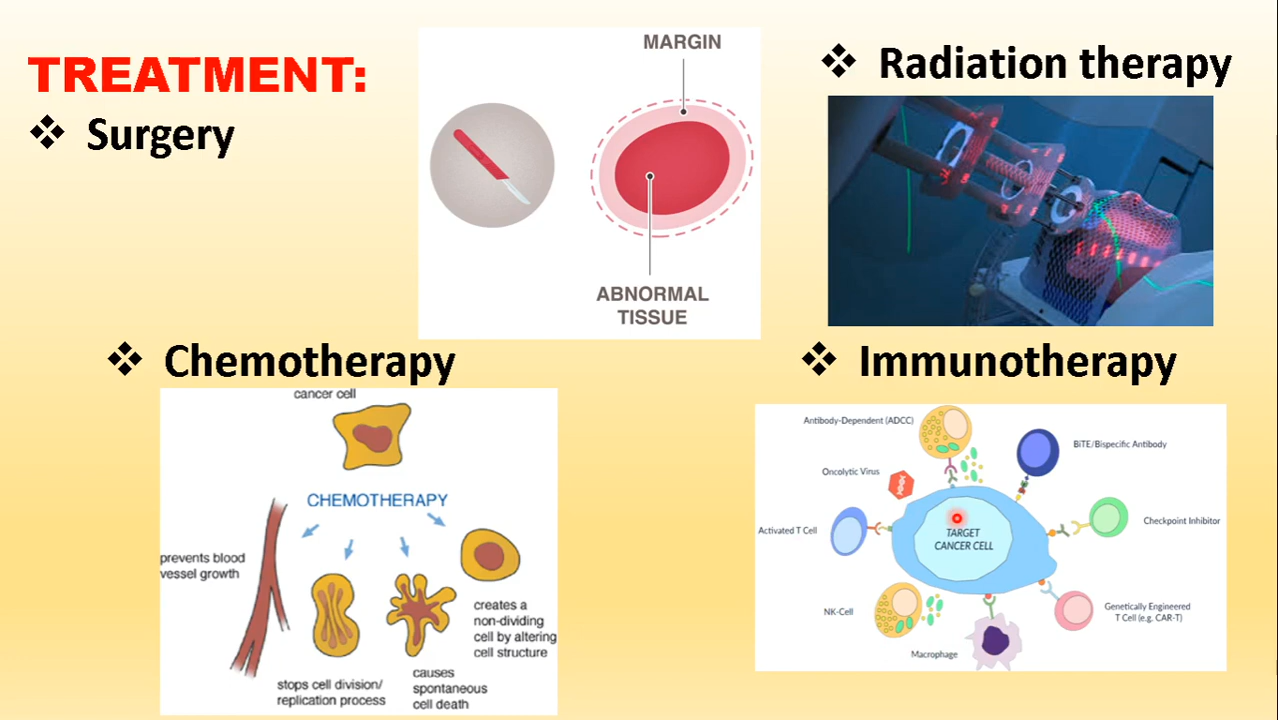 TREATMENT:
Surgery
MARGIN
ABNORMAL
TISSUE
Radiation therapy
Chemotherapy
cancer cell
CHEMOTHERAPY
prevents blood
vessel growth
stops cell division/
replication process
causes
spontaneous
cell death
creates a
non-dividing
cell by altering
cell structure
Immunotherapy
Antibody-Dependent (ADCC)
BiTE/Bispecific Antibody
Oncolytic Virus
Activated T Cell
Checkpoint Inhibitor
TARGET
CANCER CELL
NK-Cell
Genetically Engineered
T Cell (e.g. CAR-T)
Macrophage